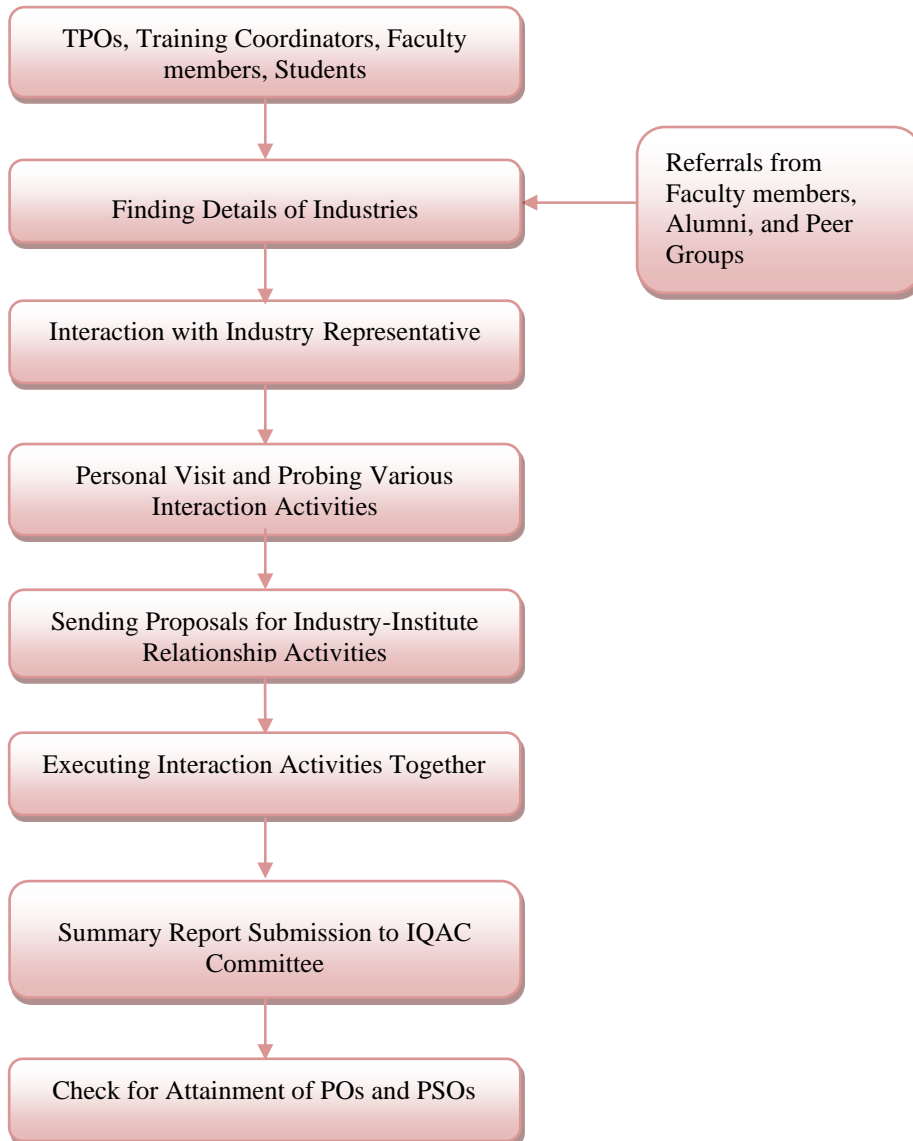 TPOs, Training Coordinators, Faculty
members, Students
Finding Details of Industries
Referrals from
Faculty members,
Alumni, and Peer
Groups
Interaction with Industry Representative
Personal Visit and Probing Various
Interaction Activities
Sending Proposals for Industry-Institute
Relationship Activities
Executing Interaction Activities Together
Summary Report Submission to IQAC
Committee
Check for Attainment of POs and PSOs